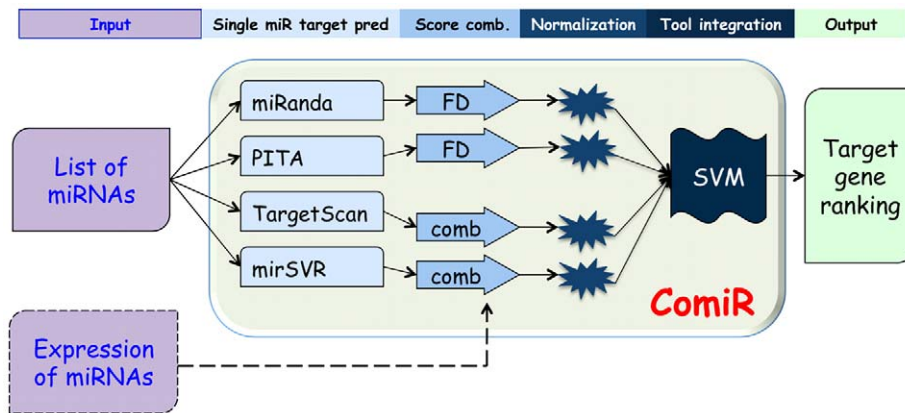 Input
Single miR target pred
Score comb.
Normalization
Tool integration
Output
List of
miRNAs
miRanda
PITA
TargetScan
mirSVR
FD
FD
comb
comb
SVM
Target
gene
ranking
ComiR
Expression
of miRNAs